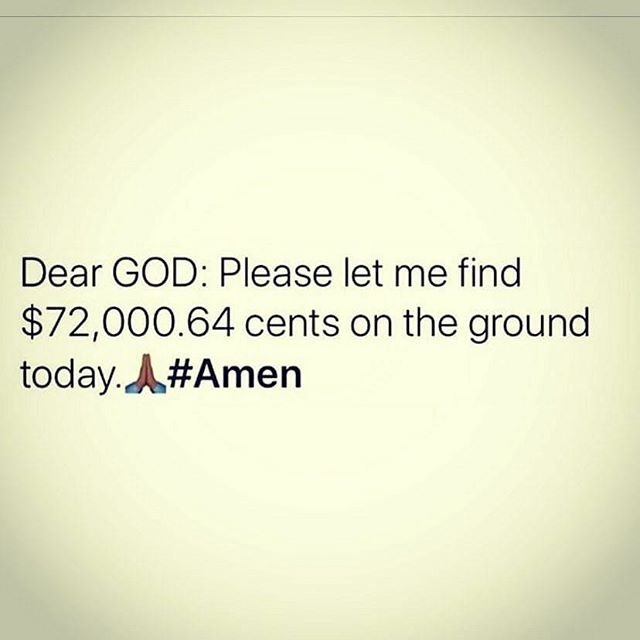 Dear GOD: Please let me find
$72,000.64 cents on the ground
today.🙏🏾#Amen